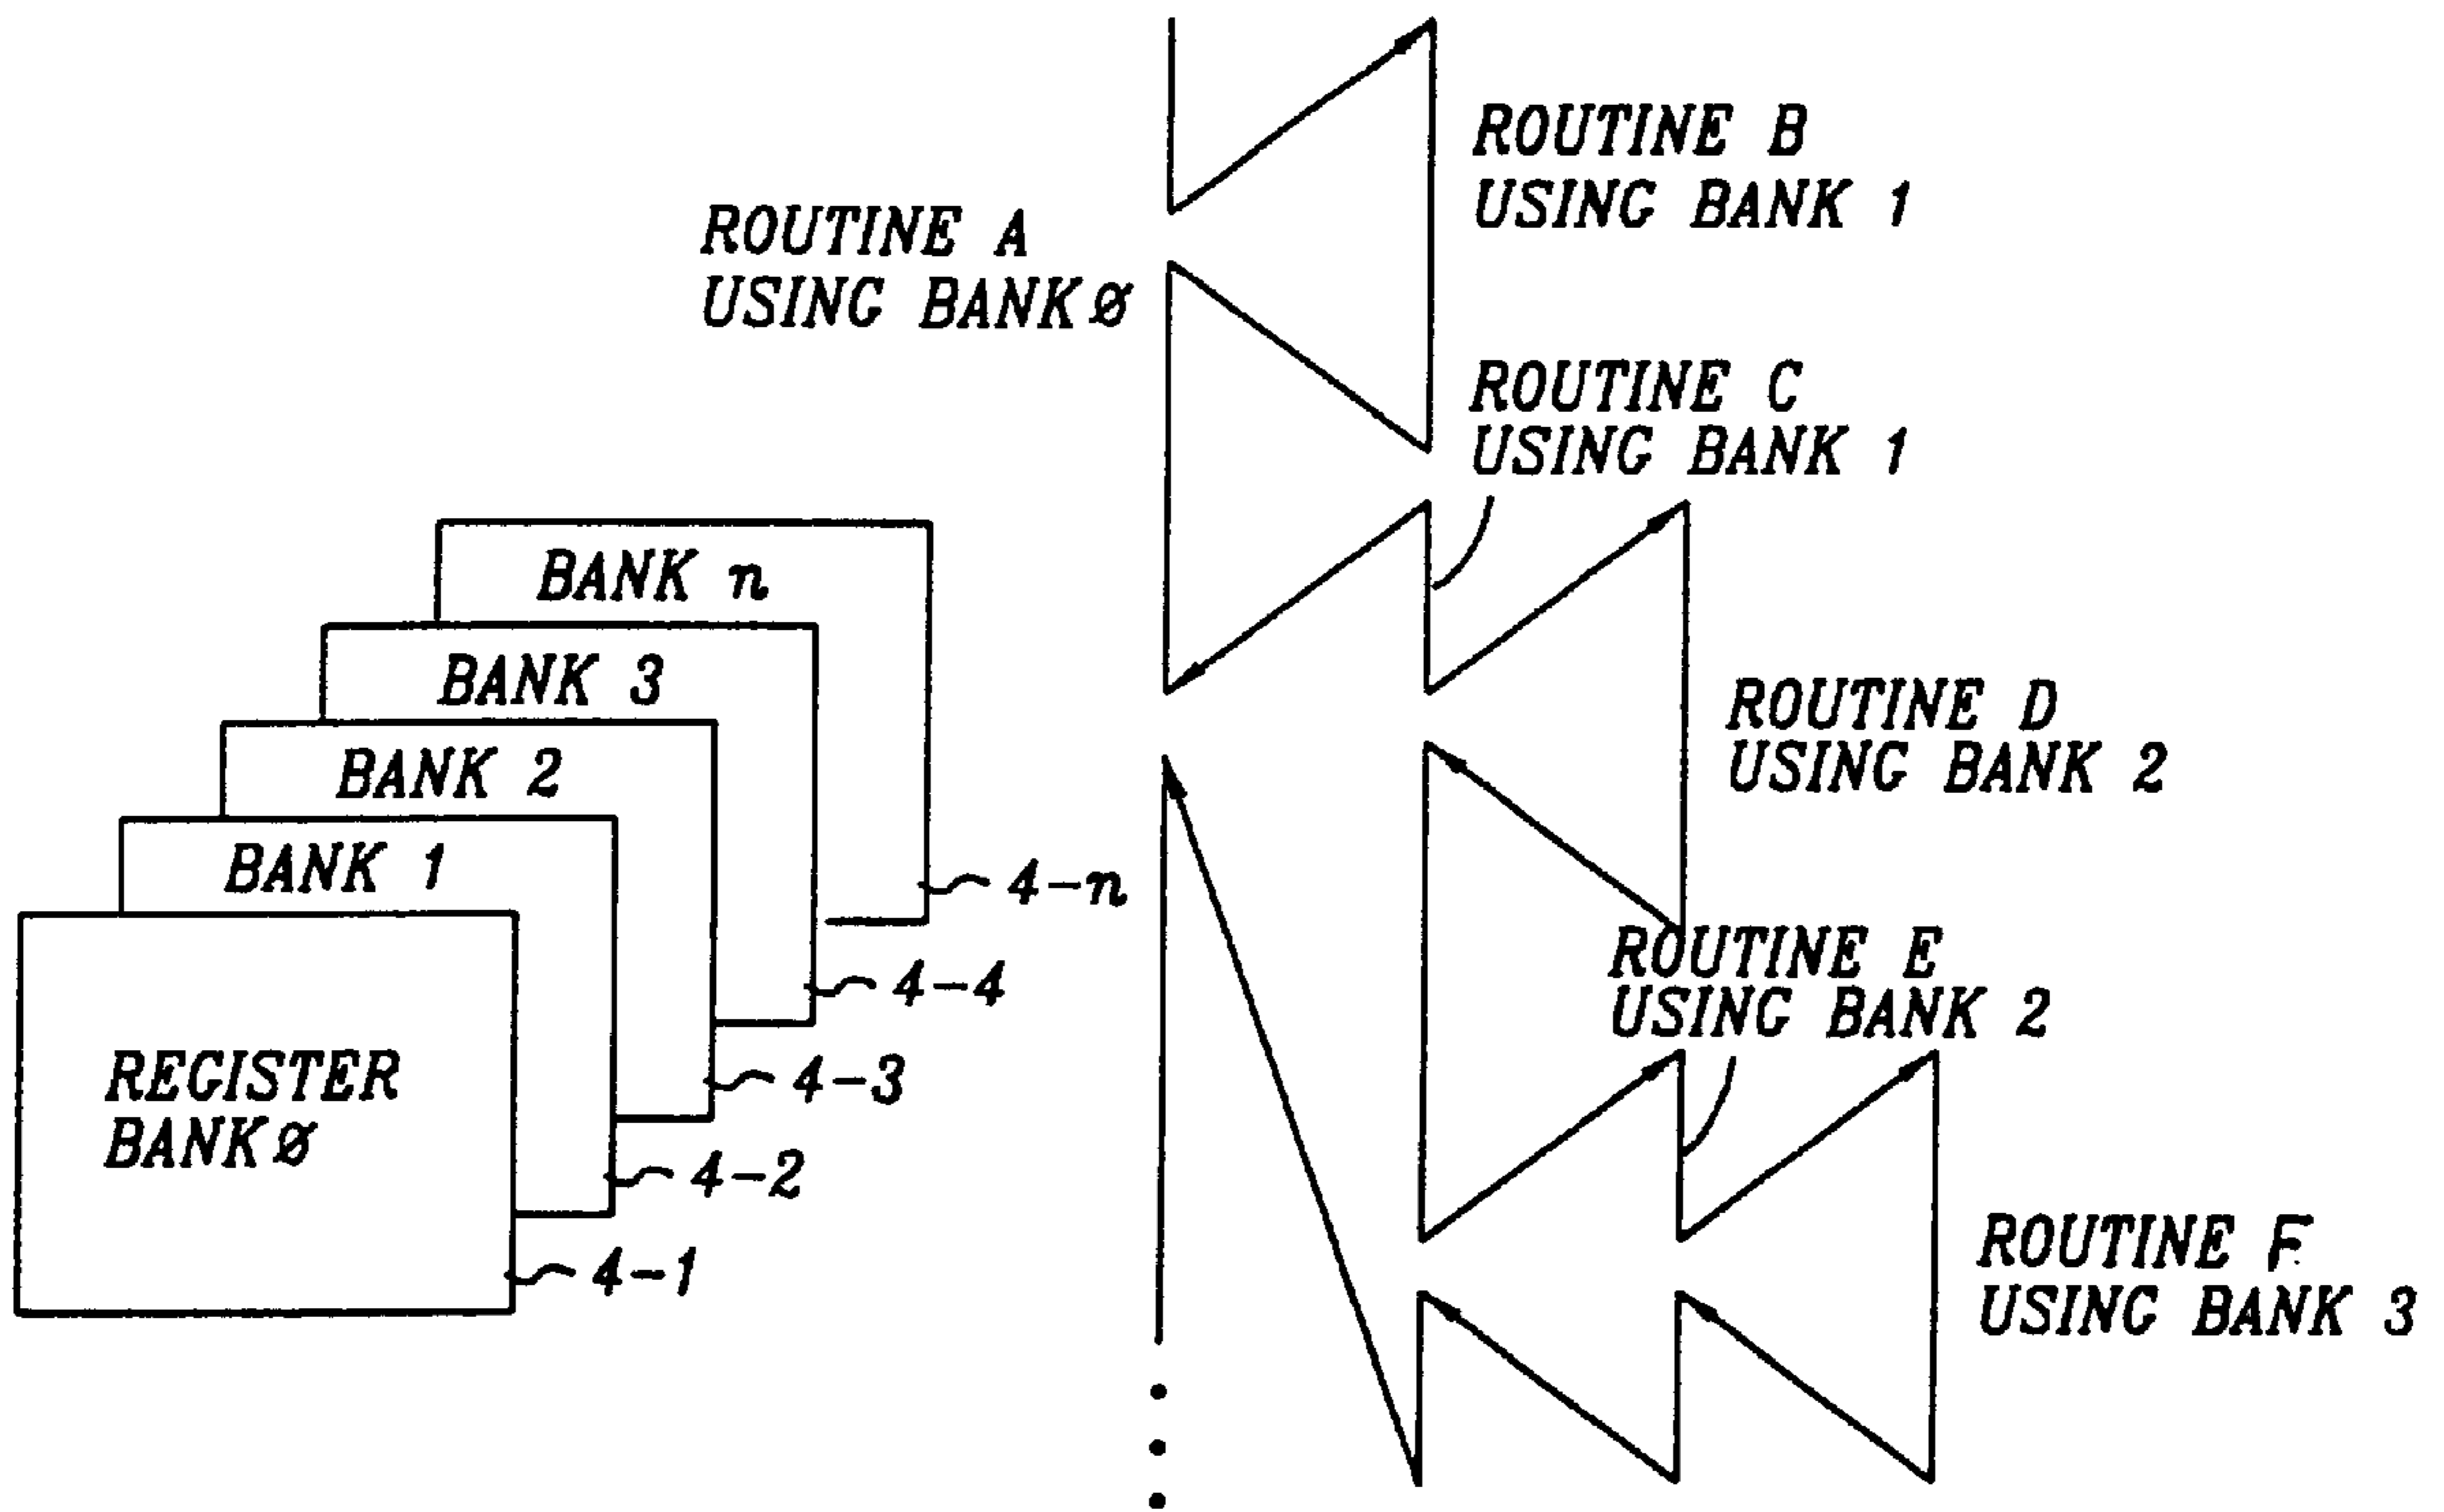 ROUTINE B
USING BANK 1
ROUTINE A
USING BANK Ø
ROUTINE C
USING BANK 1
BANK n
BANK 3
BANK 2
BANK 1
REGISTER
BANK Ø
4-n
4-4
4-3
4-2
4-1
ROUTINE D
USING BANK 2
ROUTINE E
USING BANK 2
ROUTINE F
USING BANK 3